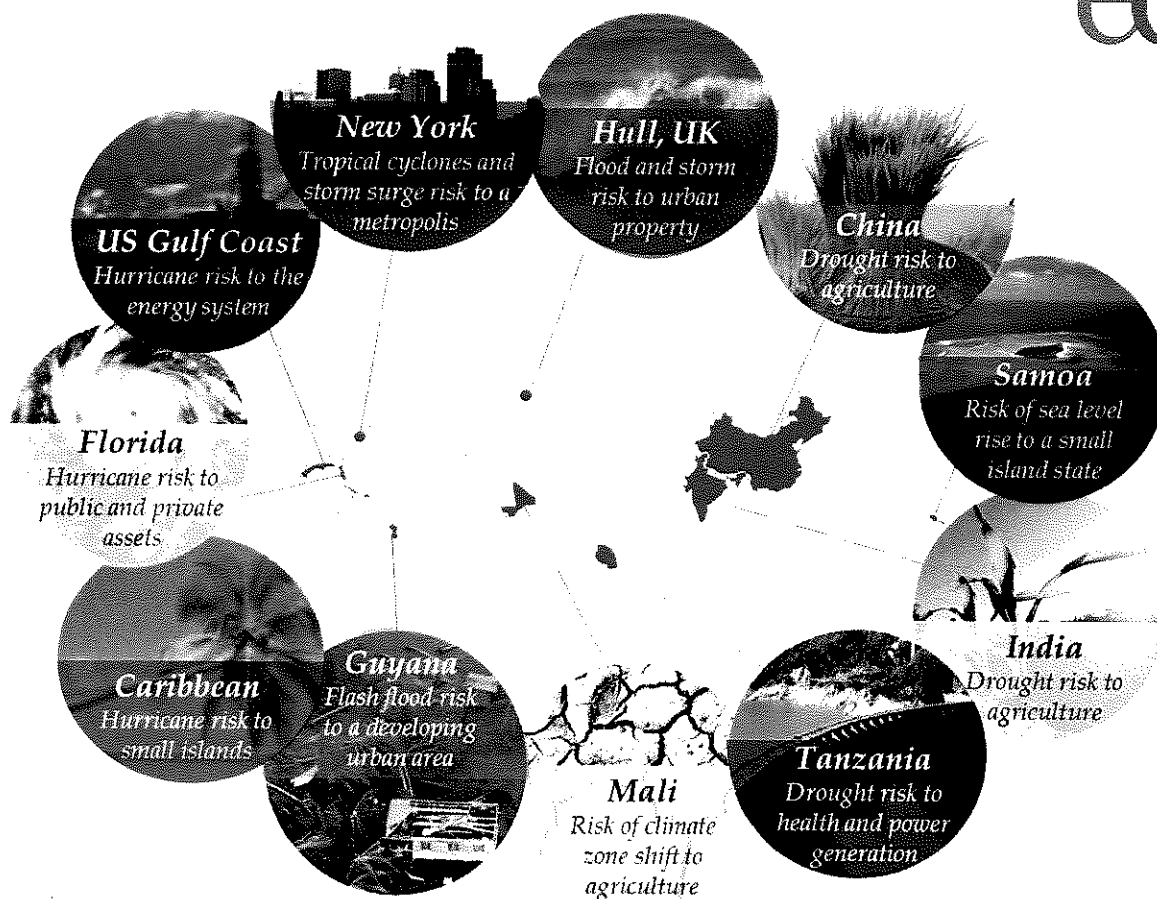 New York
Tropical cyclones and
storm surge risk to a
metropolis
Hull, UK
Flood and storm
risk to urban
property
US Gulf Coast
Hurricane risk to the
energy system
China
Drought risk to
agriculture
Samoa
Risk of sea level
rise to a small
island state
Florida
Hurricane risk to
public and private
assets
India
Drought risk to
agriculture
Caribbean
Hurricane risk to
small islands
Guyana
Flash flood risk
to a developing
urban area
Mali
Risk of climate
zone shift to
agriculture
Tanzania
Drought risk to
health and power
generation